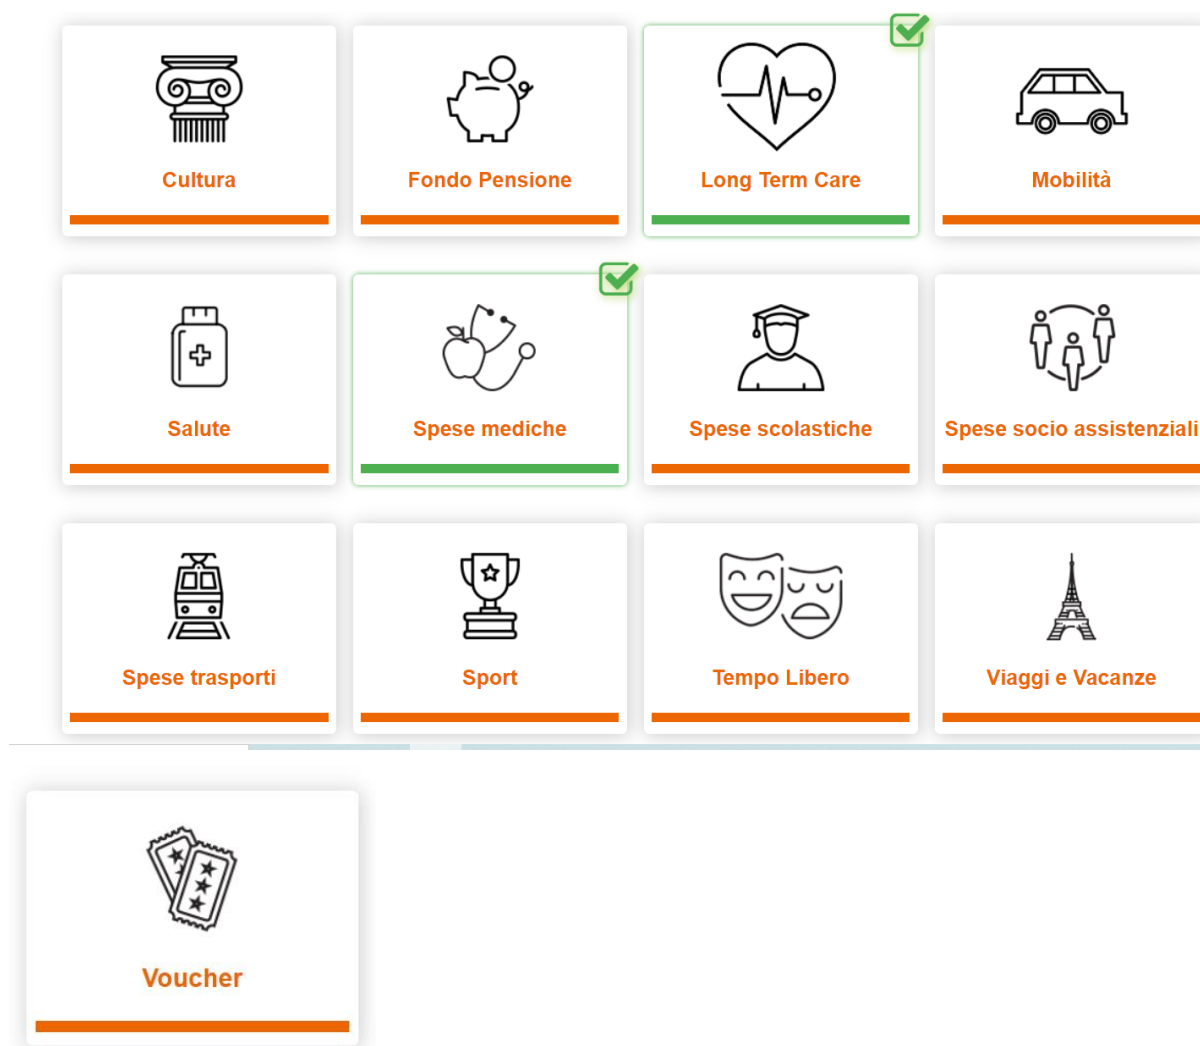 Cultura
Fondo Pensione
Long Term Care
Mobilità
Salute
Spese mediche
Spese scolastiche
Spese socio assistenziali
Spese trasporti
Sport
Tempo Libero
Viaggi e Vacanze
Voucher